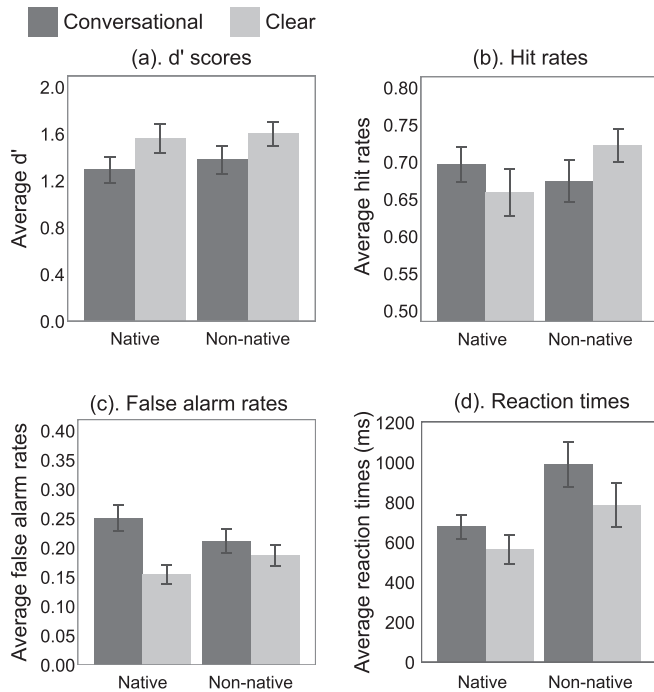 Conversational Clear
(a). d' scores
Average d'
2.0
1.6
1.2
0.8
0.4
0.0
Native Non-native
(b). Hit rates
Average hit rates
0.80
0.75
0.70
0.65
0.60
0.55
0.50
Native Non-native
(c). False alarm rates
Average false alarm rates
0.40
0.35
0.30
0.25
0.20
0.15
0.10
0.05
0.00
Native Non-native
(d). Reaction times
Average reaction times (ms)
1200
1000
800
600
400
200
0
Native Non-native